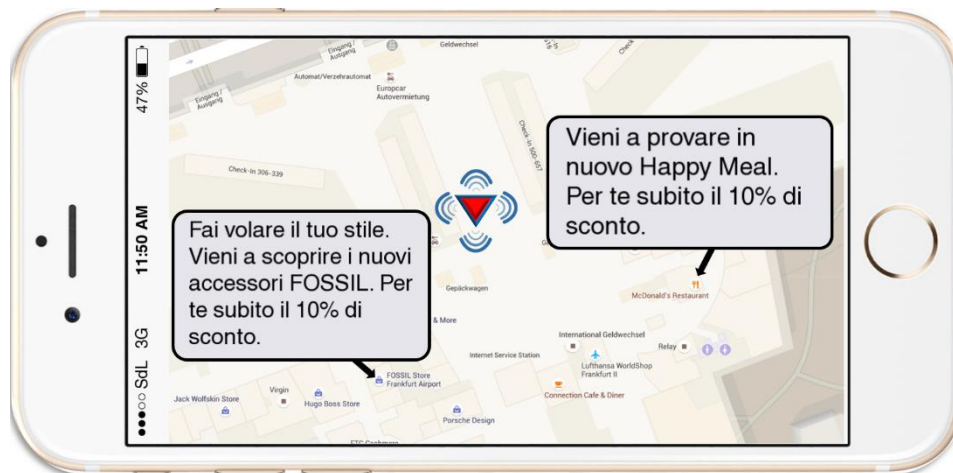 47%
11:50 AM
3G
SdL
Eingang /
Ausgang
Geldwechsel
Check
Automat/Verzehrautomat
Europcar
Autovermietung
Eingang /
Ausgang
Check-In 500-657
Check-In 306-339
Vieni a provare in
nuovo Happy Meal.
Per te subito il 10% di
sconto.
Fai volare il tuo stile.
Vieni a scoprire i nuovi
accessori FOSSIL. Per
te subito il 10% di
sconto.
Gepäckwagen
McDonald's Restaurant
& More
International Geldwechsel
Relay
Internet Service Station
Lufthansa WorldShop
Frankfurt II
FOSSIL Store
Frankfurt Airport
Connection Cafe & Diner
Virgin
Jack Wolfskin Store
Hugo Boss Store
Porsche Design
ETC Cashmere